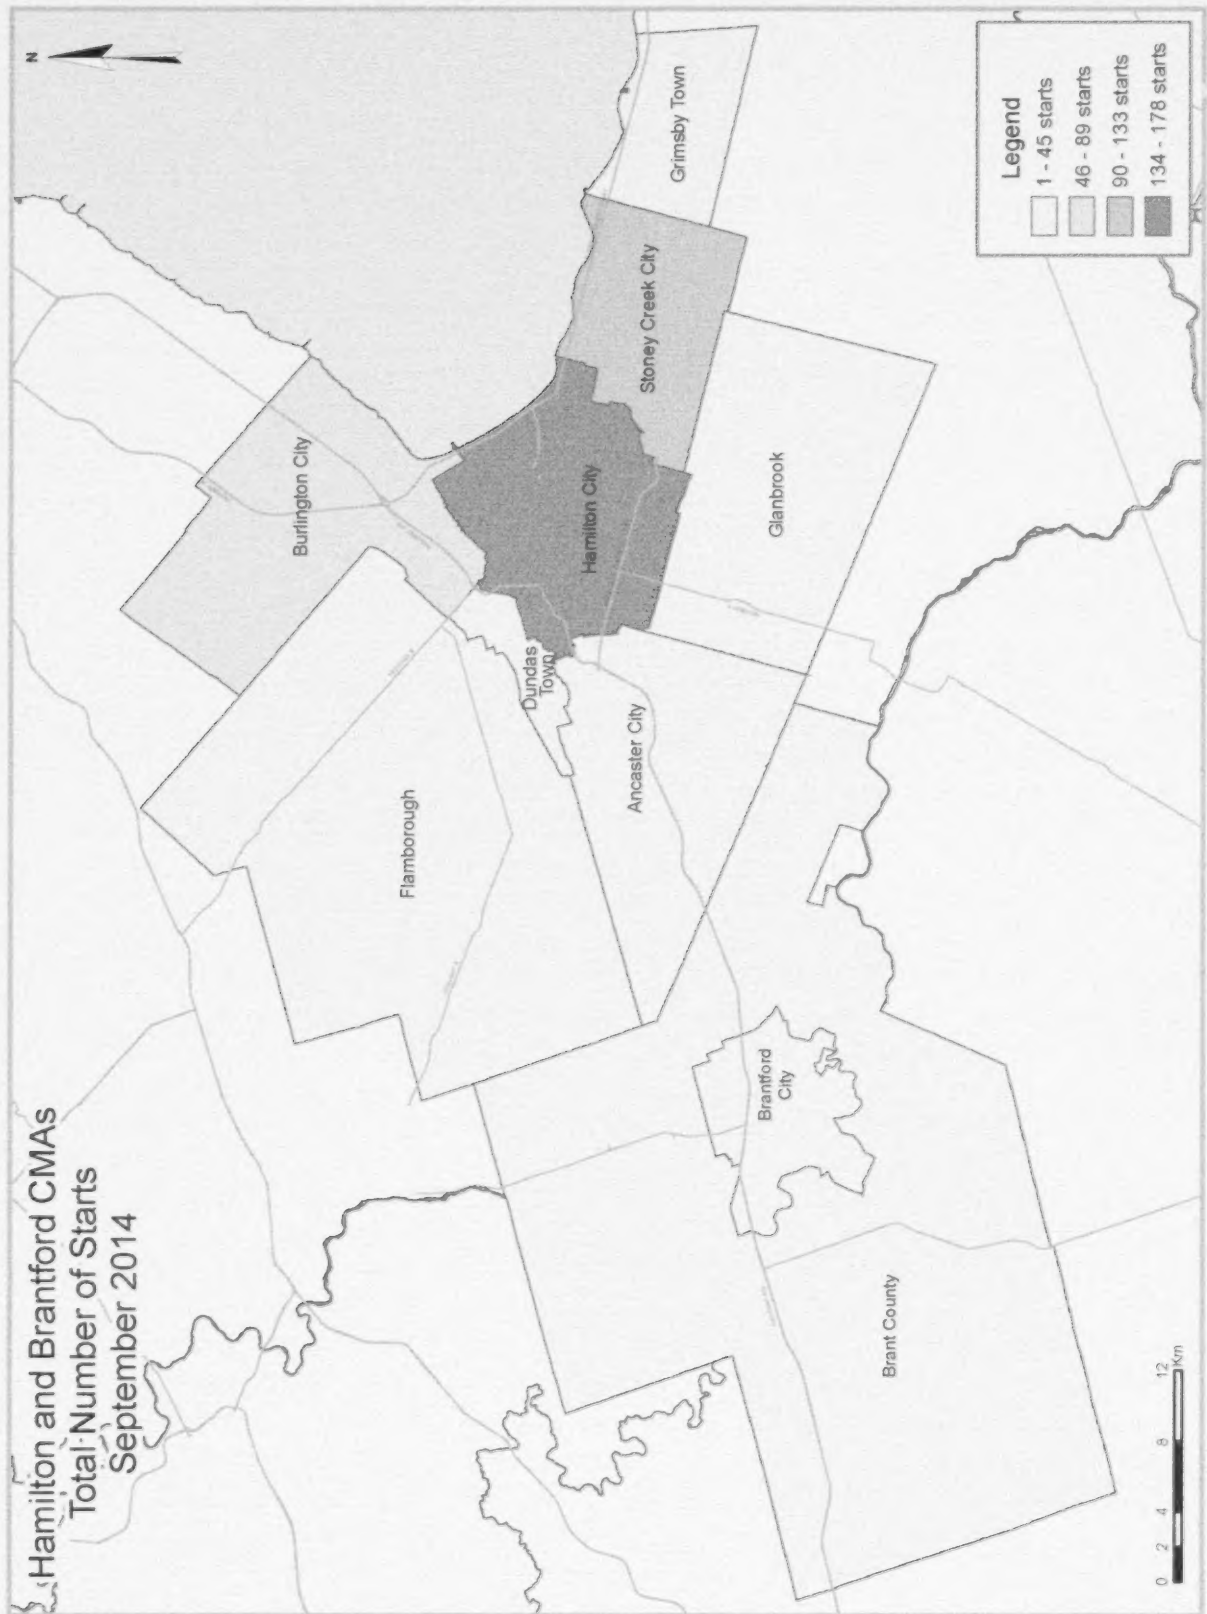 Hamilton and Brantford CMAs
Total Number of Starts
September 2014
N
Burlington City
Flamborough
Dundas
Town
Hamilton City
Stoney Creek City
Grimsby Town
Ancaster City
Glanbrook
Brantford
City
Brant County
Legend
1 - 45 starts
46 - 89 starts
90 - 133 starts
134 - 178 starts
0 2 4 8 12
Km